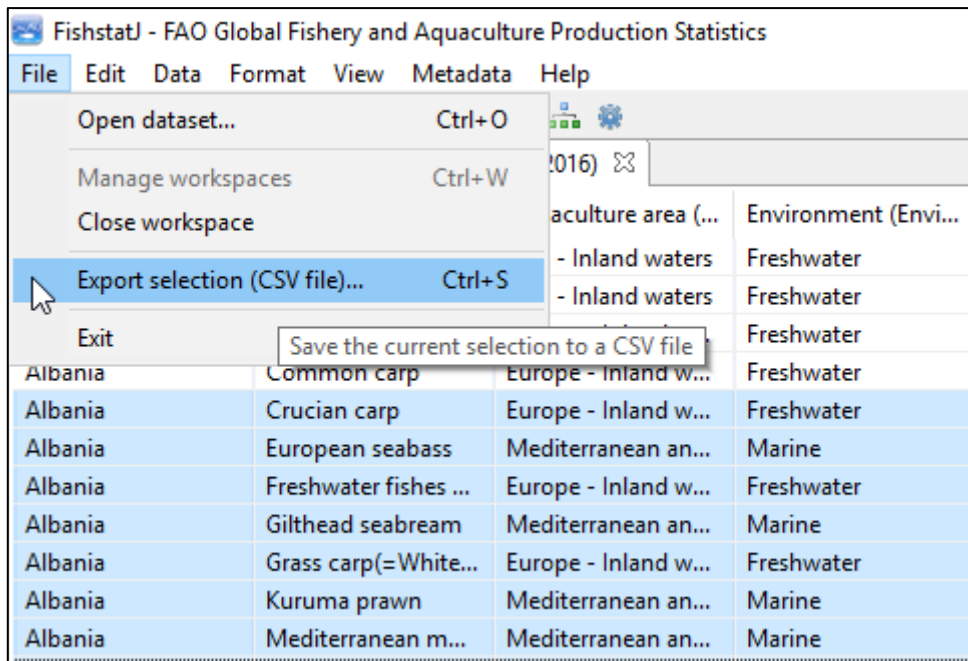 FishstatJ - FAO Global Fishery and Aquaculture Production Statistics
File Edit Data Format View Metadata Help
Open dataset... Ctrl+O
Manage workspaces Ctrl+W
Close workspace
Export selection (CSV file)... Ctrl+S
Exit
Save the current selection to a CSV file
2016)
aculture area (... Environment (Envi...
- Inland waters Freshwater
- Inland waters Freshwater
Freshwater
Albania Common carp Europe - Inland w... Freshwater
Albania Crucian carp Europe - Inland w... Freshwater
Albania European seabass Mediterranean an... Marine
Albania Freshwater fishes ... Europe - Inland w... Freshwater
Albania Gilthead seabream Mediterranean an... Marine
Albania Grass carp(=White... Europe - Inland w... Freshwater
Albania Kuruma prawn Mediterranean an... Marine
Albania Mediterranean m... Mediterranean an... Marine